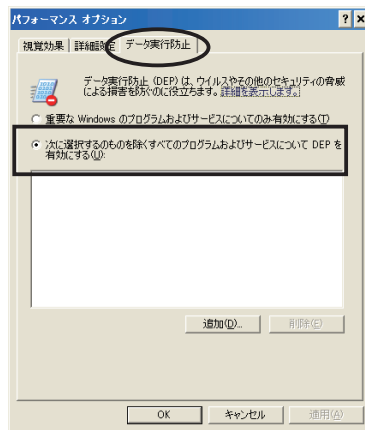 パフォーマンス オプション
視覚効果 詳細設定 データ実行防止
データ実行防止 (DEP) は、ウイルスやその他のセキュリティの脅威
による損害を防ぐのに役立ちます。詳細を表示します。
重要な Windows のプログラムおよびサービスについてのみ有効にする(T)
次に選択するのものを除くすべてのプログラムおよびサービスについて DEP を
有効にする(U):
追加(D)... 削除(E)
OK キャンセル 適用(A)